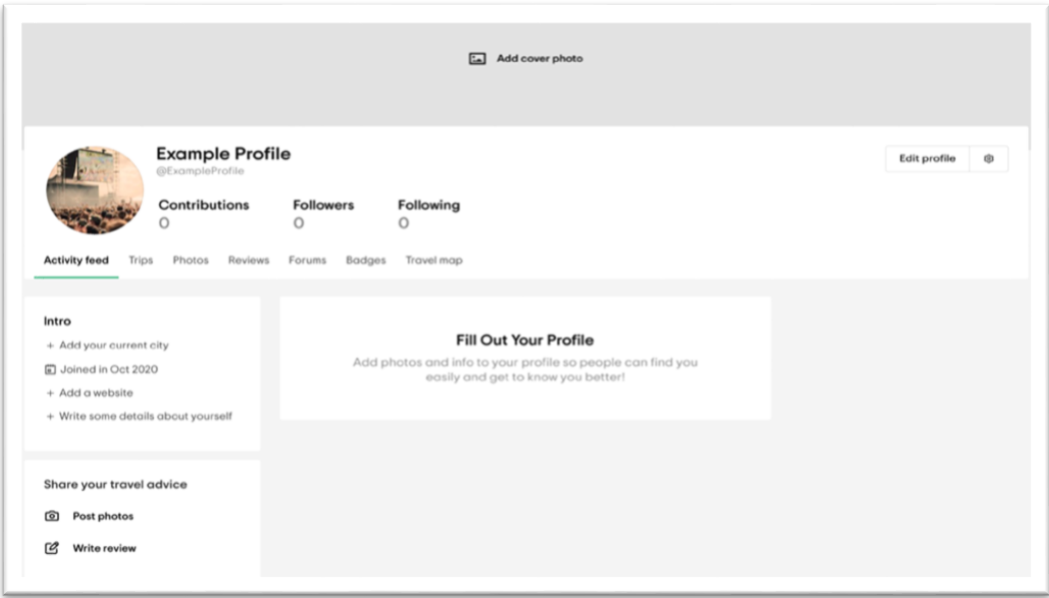 Add cover photo
Example Profile
@ExampleProfile
Edit profile
Contributions Followers Following
0 0 0
Activity feed Trips Photos Reviews Forums Badges Travel map
Intro
+ Add your current city
Joined in Oct 2020
+ Add a website
+ Write some details about yourself
Fill Out Your Profile
Add photos and info to your profile so people can find you
easily and get to know you better!
Share your travel advice
Post photos
Write review